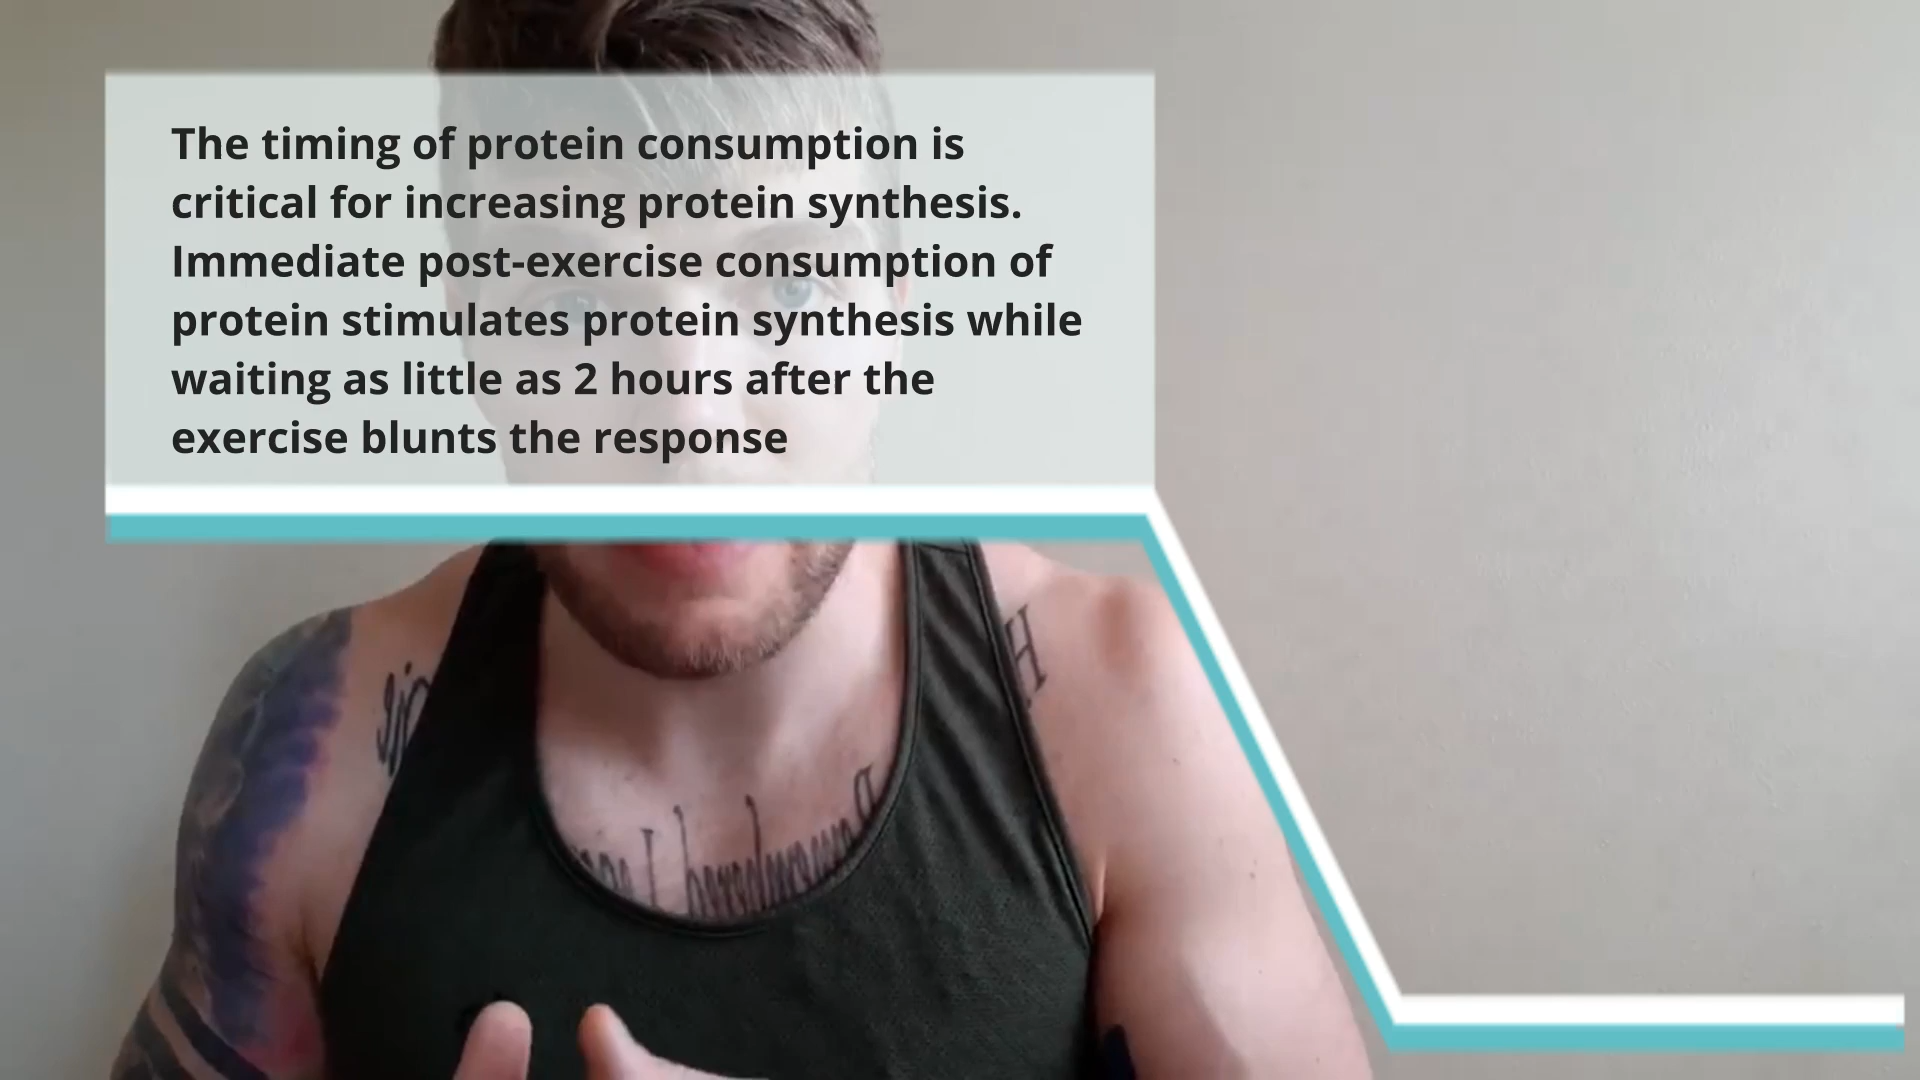 The timing of protein consumption is
critical for increasing protein synthesis.
Immediate post-exercise consumption of
protein stimulates protein synthesis while
waiting as little as 2 hours after the
exercise blunts the response
H